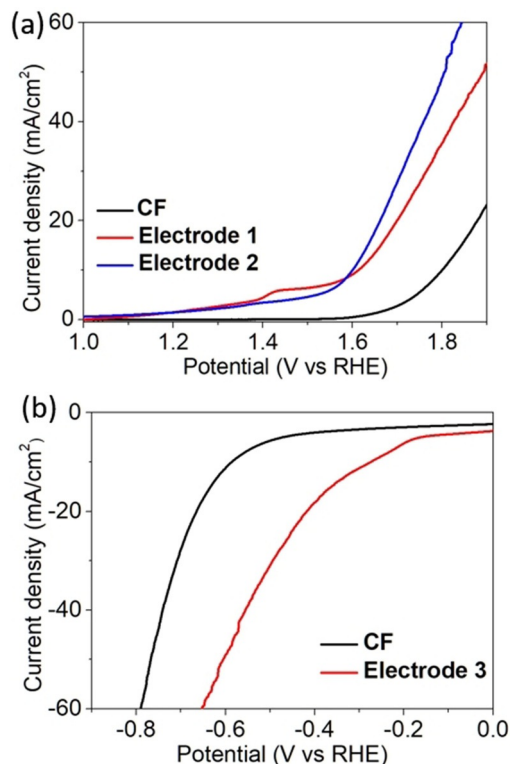 (a)
60
40
20
0
Current density (mA/cm²)
CF
Electrode 1
Electrode 2
1.0 1.2 1.4 1.6 1.8
Potential (V vs RHE)
(b)
0
-20
-40
-60
Current density (mA/cm²)
CF
Electrode 3
-0.8 -0.6 -0.4 -0.2 0.0
Potential (V vs RHE)